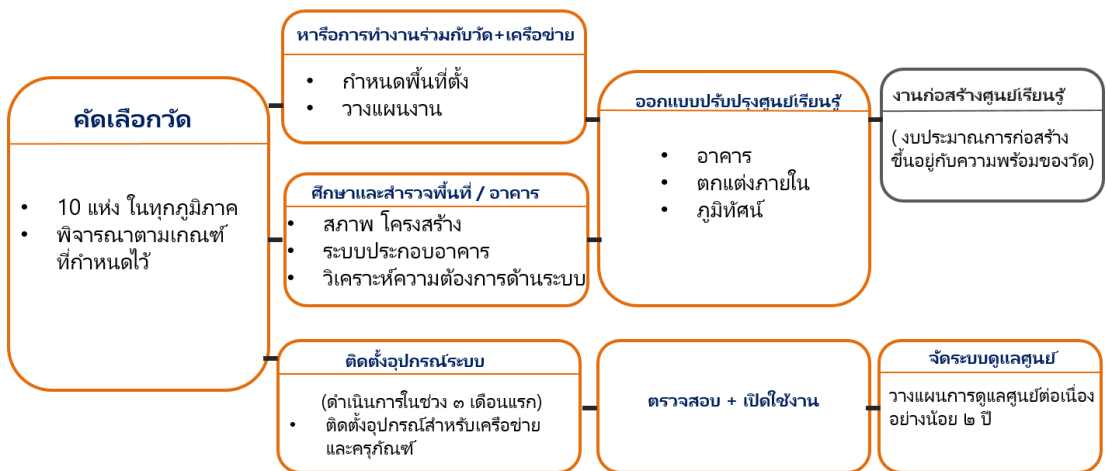 คัดเลือกวัด
• 10 แห่ง ในทุกภูมิภาค
• พิจารณาตามเกณฑ์
ที่กำหนดไว้
หารือการทำงานร่วมกับวัด+เครือข่าย
• กำหนดพื้นที่ตั้ง
• วางแผนงาน
ศึกษาและสำรวจพื้นที่ / อาคาร
• สภาพ โครงสร้าง
• ระบบประกอบอาคาร
• วิเคราะห์ความต้องการด้านระบบ
ออกแบบปรับปรุงศูนย์เรียนรู้
• อาคาร
• ตกแต่งภายใน
• ภูมิทัศน์
งานก่อสร้างศูนย์เรียนรู้
( งบประมาณการก่อสร้าง
ขึ้นอยู่กับความพร้อมของวัด)
ติดตั้งอุปกรณ์ระบบ
(ดำเนินการในช่วง ๓ เดือนแรก)
• ติดตั้งอุปกรณ์สำหรับเครือข่าย
และครุภัณฑ์
ตรวจสอบ + เปิดใช้งาน
จัดระบบดูแลศูนย์
วางแผนการดูแลศูนย์ต่อเนื่อง
อย่างน้อย ๒ ปี